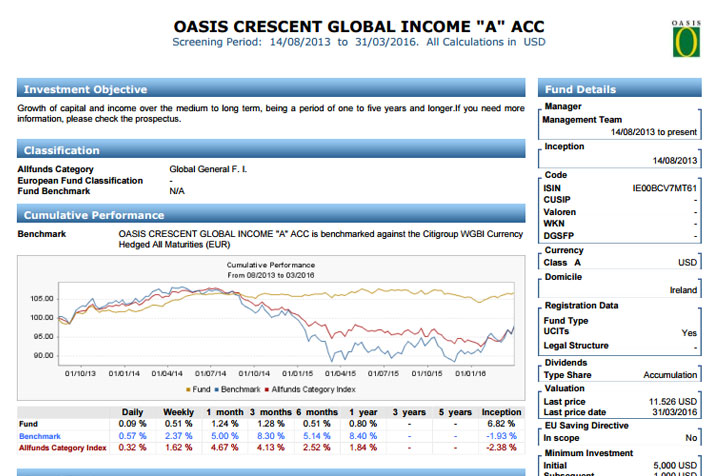 OASIS CRESCENT GLOBAL INCOME "A" ACC
Screening Period: 14/08/2013 to 31/03/2016. All Calculations in USD
OASIS
Investment Objective
Growth of capital and income over the medium to long term, being a period of one to five years and longer.If you need more
information, please check the prospectus.
Classification
Allfunds Category Global General F. I.
European Fund Classification -
Fund Benchmark N/A
Cumulative Performance
Benchmark OASIS CRESCENT GLOBAL INCOME "A" ACC is benchmarked against the Citigroup WGBI Currency
Hedged All Maturities (EUR)
Cumulative Performance
From 08/2013 to 03/2016
105.00
100.00
95.00
90.00
01/10/13 01/01/14 01/04/14 01/07/14 01/10/14 01/01/15 01/04/15 01/07/15 01/10/15 01/01/16
Fund Benchmark Allfunds Category Index
Daily Weekly 1 month 3 months 6 months 1 year 3 years 5 years Inception
Fund 0.09 % 0.51 % 1.24 % 1.28 % 0.51 % 0.80 % - - 6.82 %
Benchmark 0.57 % 2.37 % 5.00 % 8.30 % 5.14 % 8.40 % - - -1.93 %
Allfunds Category Index 0.32 % 1.62 % 4.67 % 4.13 % 2.52 % 1.84 % - - -2.38 %
Fund Details
Manager
Management Team
14/08/2013 to present
Inception
14/08/2013
Code
ISIN IE00BCV7MT61
CUSIP -
Valoren -
WKN -
DGSFP -
Currency
Class A USD
Domicile
Ireland
Registration Data
Fund Type
UCITs Yes
Legal Structure -
Dividends
Type Share Accumulation
Valuation
Last price 11.526 USD
Last price date 31/03/2016
EU Saving Directive
In scope No
Minimum Investment
Initial 5,000 USD
Subsequent 1,000 USD